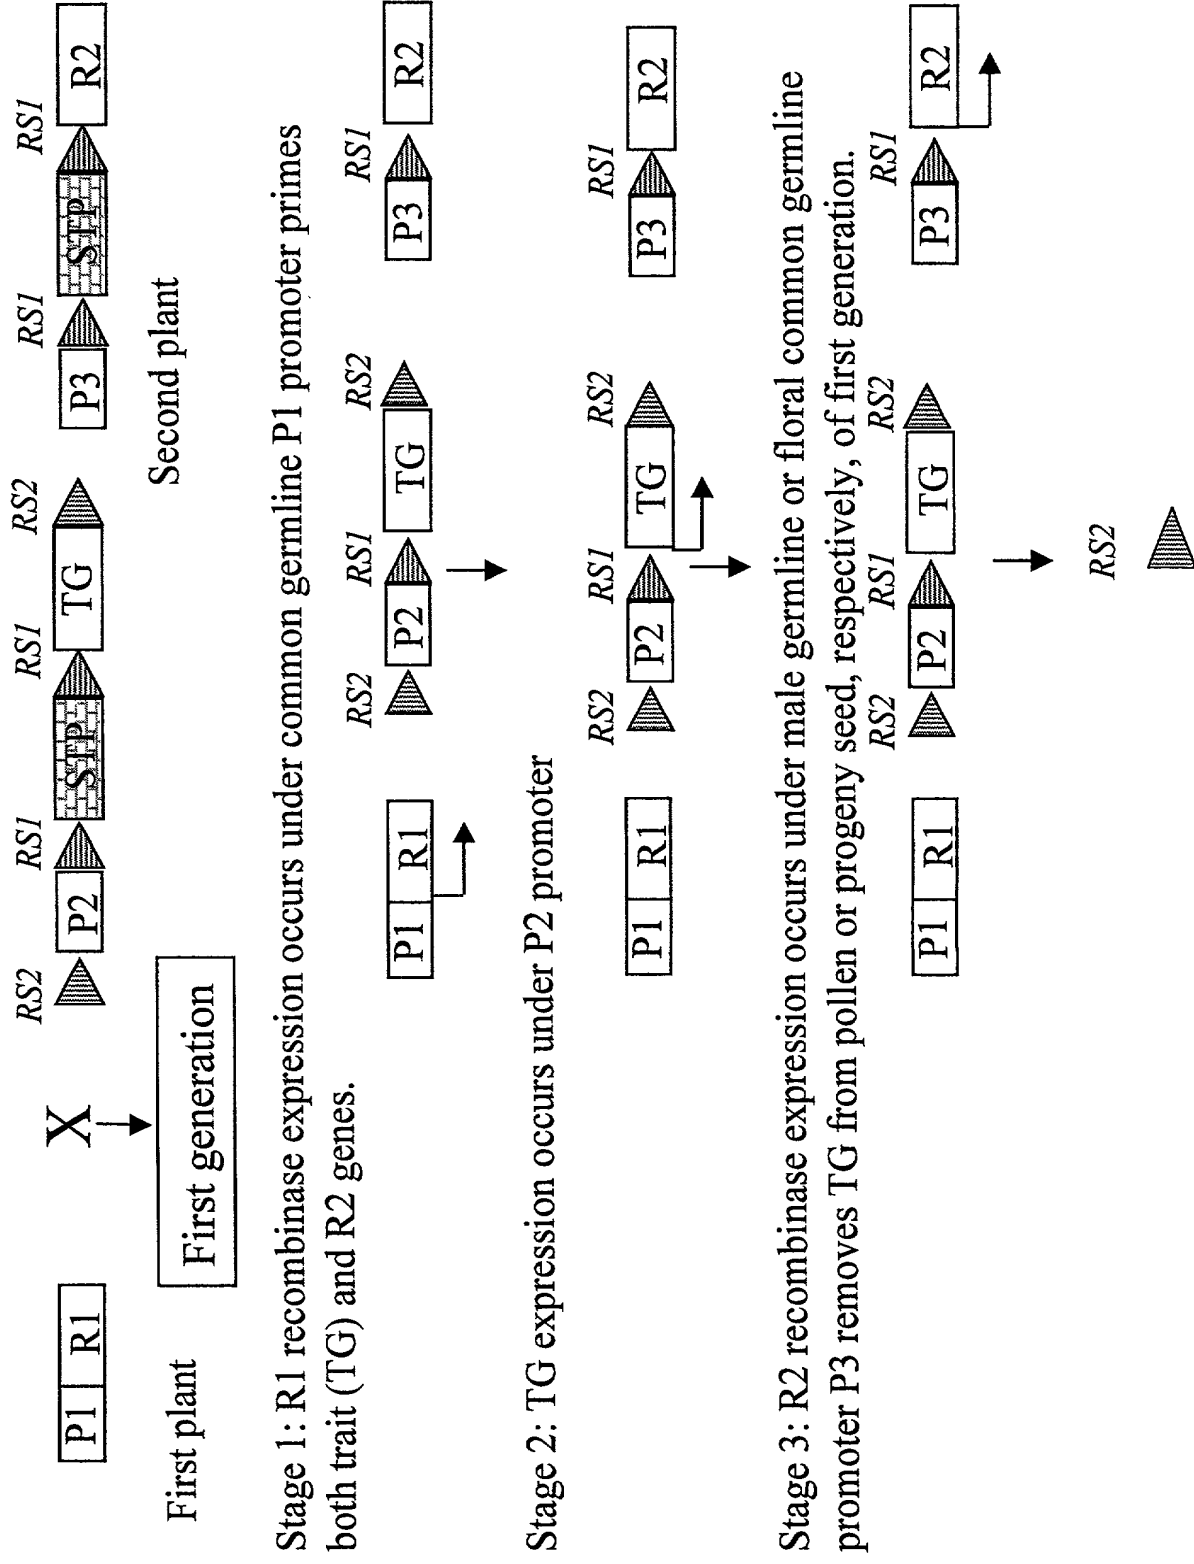 P1 R1 X RS2 P2 RS1 STP RS1 TG RS2 P3 RS1 STP RS1 R2
First plant
Second plant
First generation
Stage 1: R1 recombinase expression occurs under common germline P1 promoter primes
both trait (TG) and R2 genes.
P1 R1 RS2 P2 RS1 TG RS2 P3 RS1 R2
Stage 2: TG expression occurs under P2 promoter
P1 R1 RS2 P2 RS1 TG RS2 P3 RS1 R2
Stage 3: R2 recombinase expression occurs under male germline or floral common germline
promoter P3 removes TG from pollen or progeny seed, respectively, of first generation.
P1 R1 RS2 P2 RS1 TG RS2 P3 RS1 R2
RS2